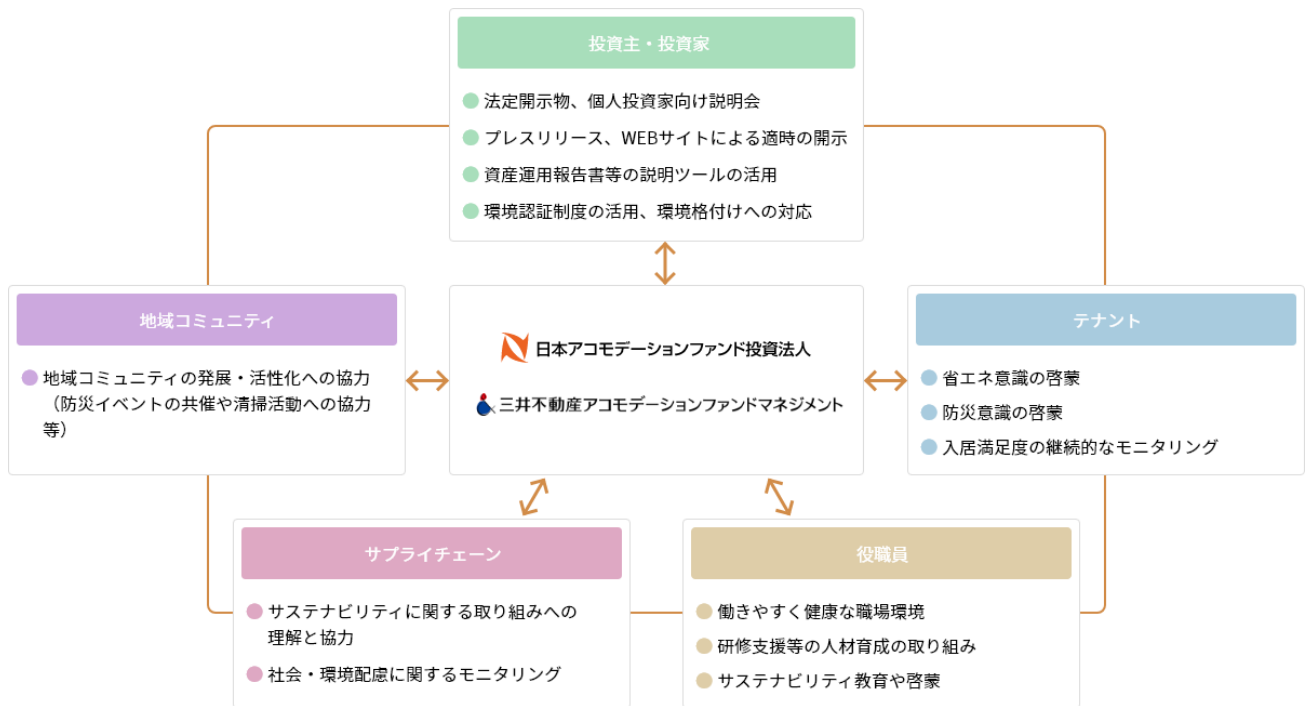 投資主・投資家
法定開示物、個人投資家向け説明会
プレスリリース、WEBサイトによる適時の開示
資産運用報告書等の説明ツールの活用
環境認証制度の活用、環境格付けへの対応
地域コミュニティ
地域コミュニティの発展・活性化への協力
（防災イベントの共催や清掃活動への協力
等）
日本アコモデーションファンド投資法人
三井不動産アコモデーションファンドマネジメント
テナント
省エネ意識の啓蒙
防災意識の啓蒙
入居満足度の継続的なモニタリング
サプライチェーン
サステナビリティに関する取り組みへの
理解と協力
社会・環境配慮に関するモニタリング
役職員
働きやすく健康な職場環境
研修支援等の人材育成の取り組み
サステナビリティ教育や啓蒙